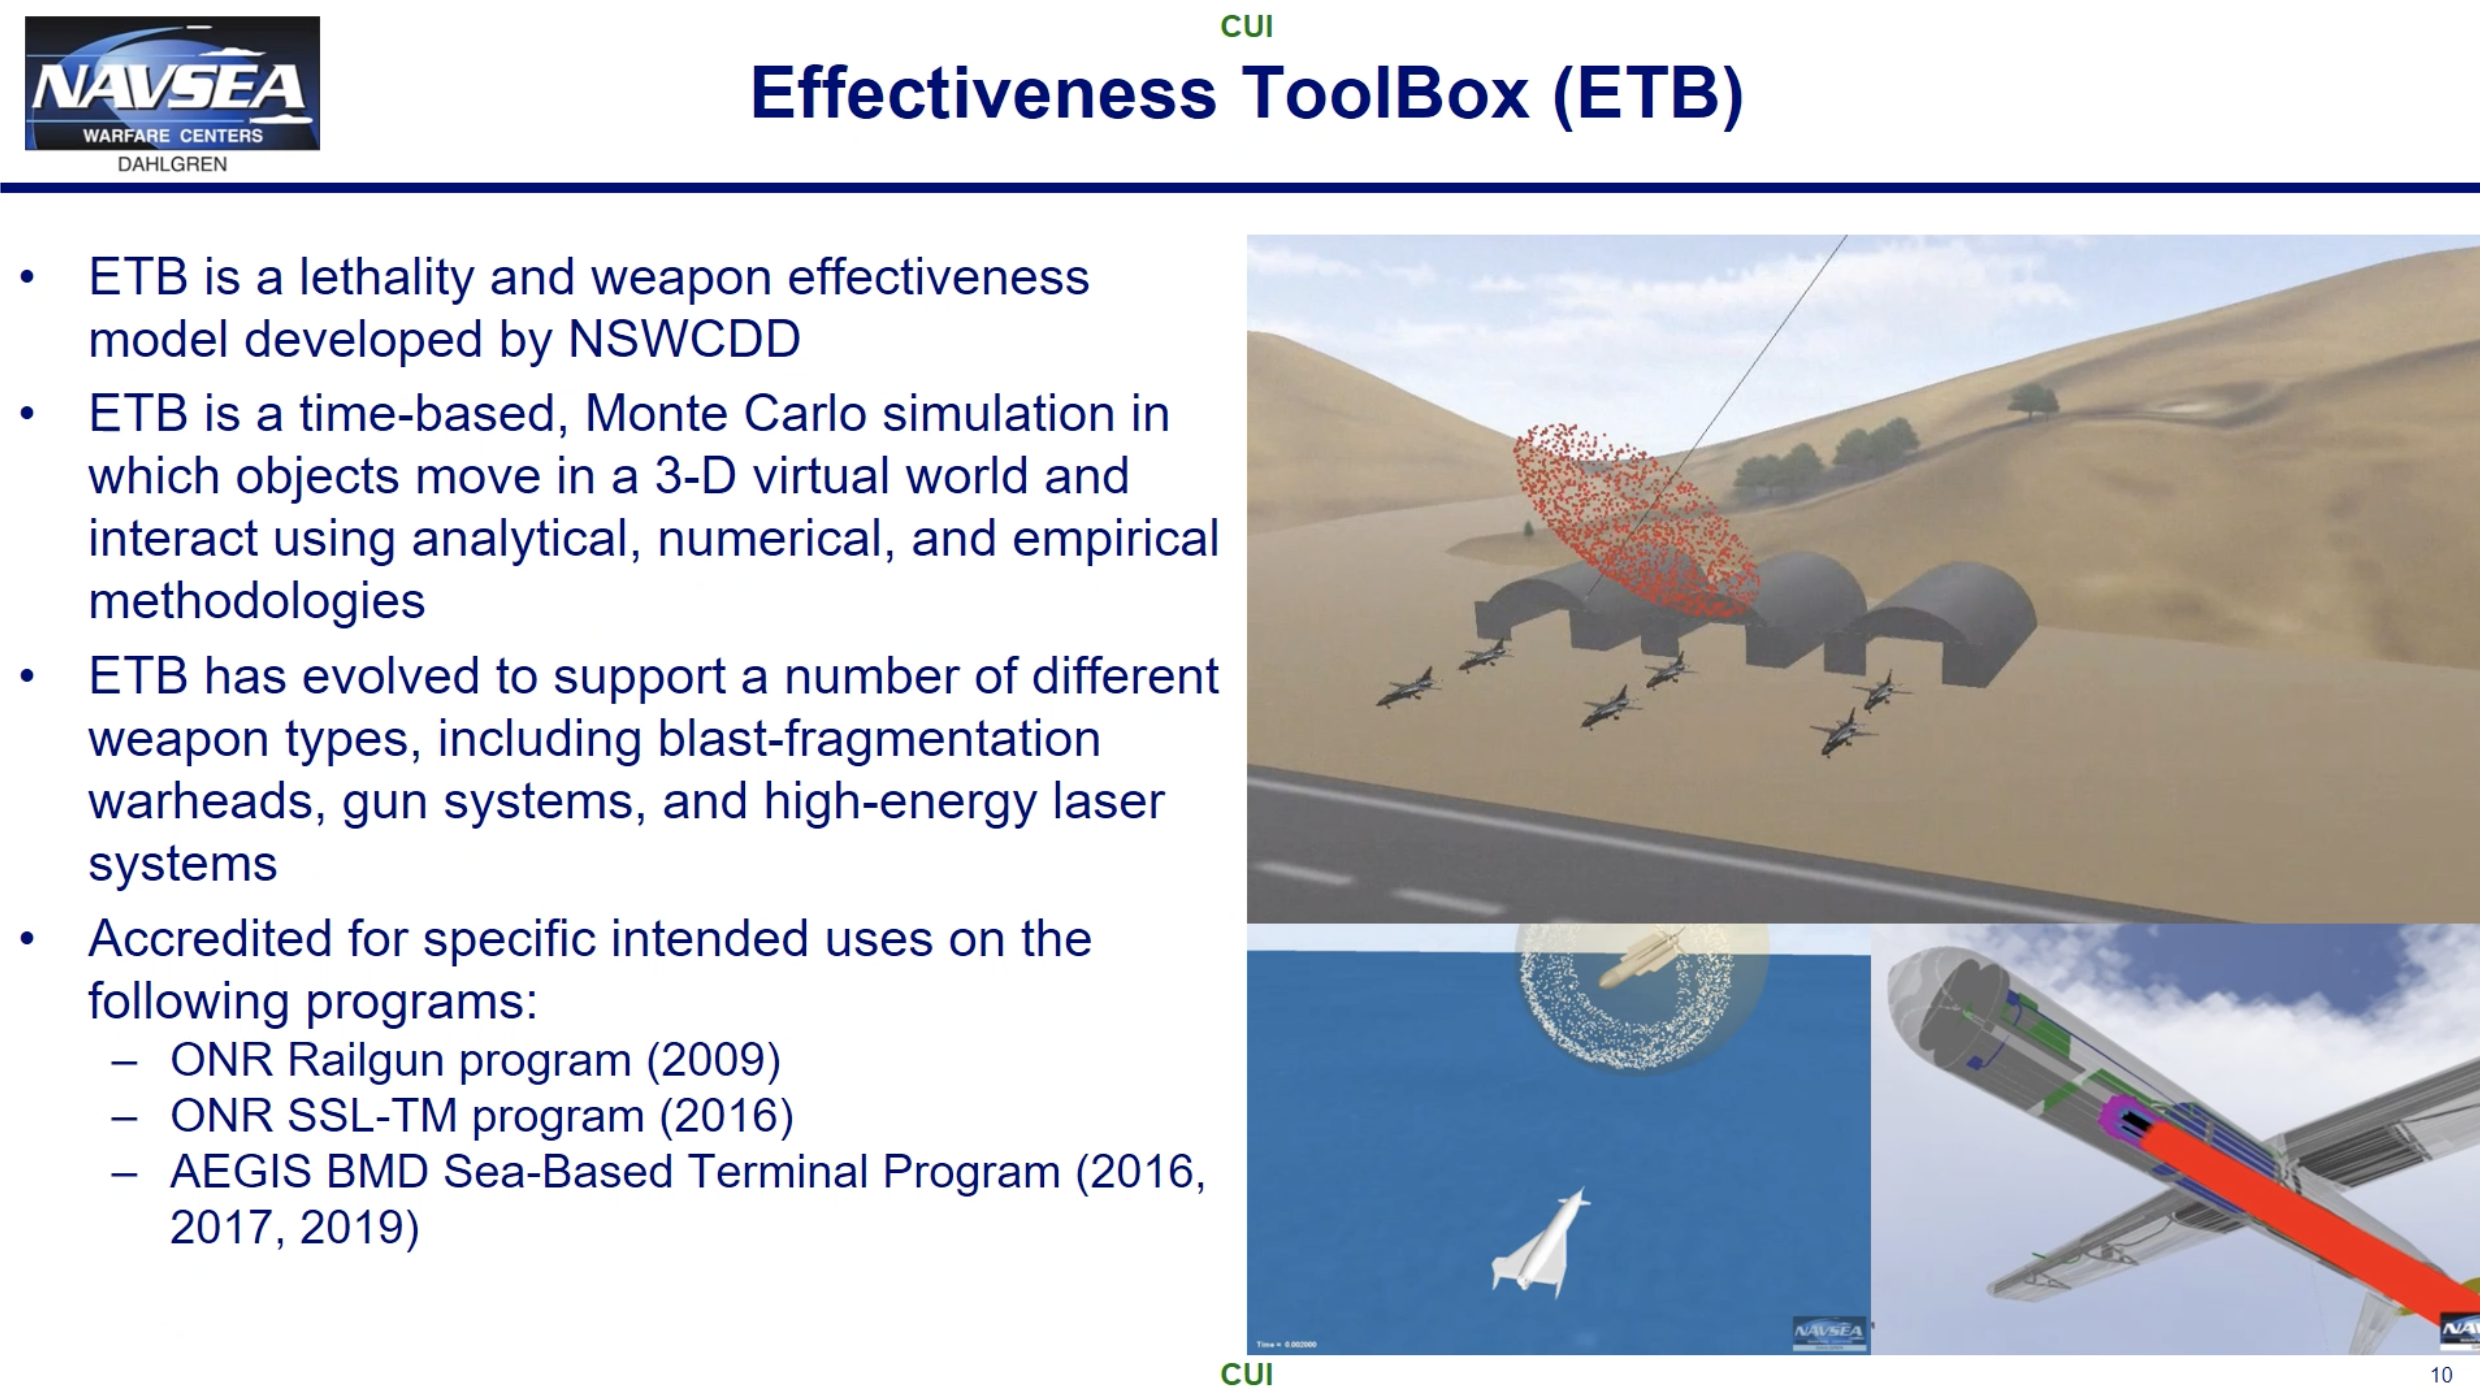 CUI
NAVSEA
WARFARE CENTERS
DAHLGREN
Effectiveness ToolBox (ETB)
• ETB is a lethality and weapon effectiveness
model developed by NSWCDD
• ETB is a time-based, Monte Carlo simulation in
which objects move in a 3-D virtual world and
interact using analytical, numerical, and empirical
methodologies
• ETB has evolved to support a number of different
weapon types, including blast-fragmentation
warheads, gun systems, and high-energy laser
systems
• Accredited for specific intended uses on the
following programs:
– ONR Railgun program (2009)
– ONR SSL-TM program (2016)
– AEGIS BMD Sea-Based Terminal Program (2016,
2017, 2019)
Time = 0.002000
NAVSEA
NAV
CUI
10